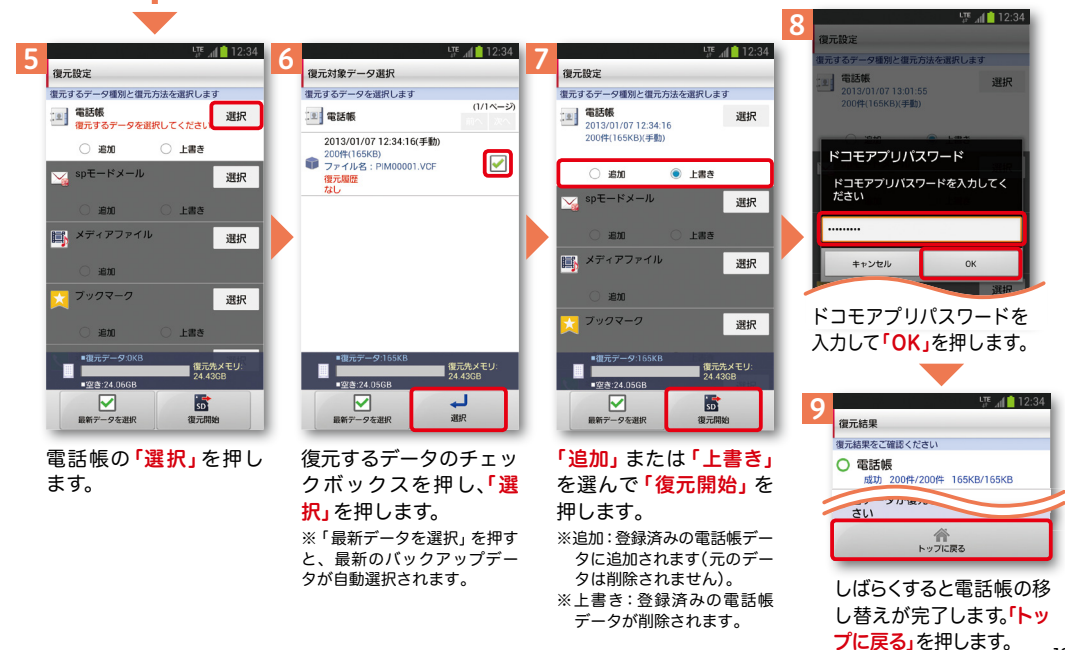 5
LTE 12:34
復元設定
復元するデータ種別と復元方法を選択します
電話帳
復元するデータを選択してください
選択
追加 上書き
spモードメール
選択
追加 上書き
メディアファイル
選択
追加
ブックマーク
選択
追加 上書き
■復元データ:0KB
復元先メモリ:
24.43GB
■空き:24.06GB
最新データを選択
復元開始
電話帳の「選択」を押し
ます。
6
LTE 12:34
復元対象データ選択
復元するデータを選択します
(1/1ページ)
電話帳
前へ 次へ
2013/01/07 12:34:16(手動)
200件(165KB)
ファイル名:PIM00001.VCF
復元履歴
なし
■復元データ:165KB
復元先メモリ:
24.43GB
■空き:24.05GB
最新データを選択
選択
復元するデータのチェッ
クボックスを押し、「選
択」を押します。
※「最新データを選択」を押す
と、最新のバックアップデー
タが自動選択されます。
7
LTE 12:34
復元設定
復元するデータ種別と復元方法を選択します
電話帳
2013/01/07 12:34:16
200件(165KB)(手動)
選択
追加 上書き
spモードメール
選択
追加 上書き
メディアファイル
選択
追加
ブックマーク
選択
■復元データ:165KB
復元先メモリ:
24.43GB
■空き:24.05GB
最新データを選択
SD
復元開始
「追加」または「上書き」
を選んで「復元開始」を
押します。
※追加:登録済みの電話帳デー
タに追加されます(元のデー
タは削除されません)。
※上書き:登録済みの電話帳
データが削除されます。
8
LTE 12:34
復元設定
復元するデータ種別と復元方法を選択します
電話帳
2013/01/07 13:01:55
200件(165KB)(手動)
選択
ドコモアプリパスワード
ドコモアプリパスワードを入力してく
ださい
•••••••••
キャンセル
OK
選択
ドコモアプリパスワードを
入力して「OK」を押します。
9
LTE 12:34
復元結果
復元結果をご確認ください
電話帳
成功 200件/200件 165KB/165KB
さい
トップに戻る
しばらくすると電話帳の移
し替えが完了します。「トッ
プに戻る」を押します。